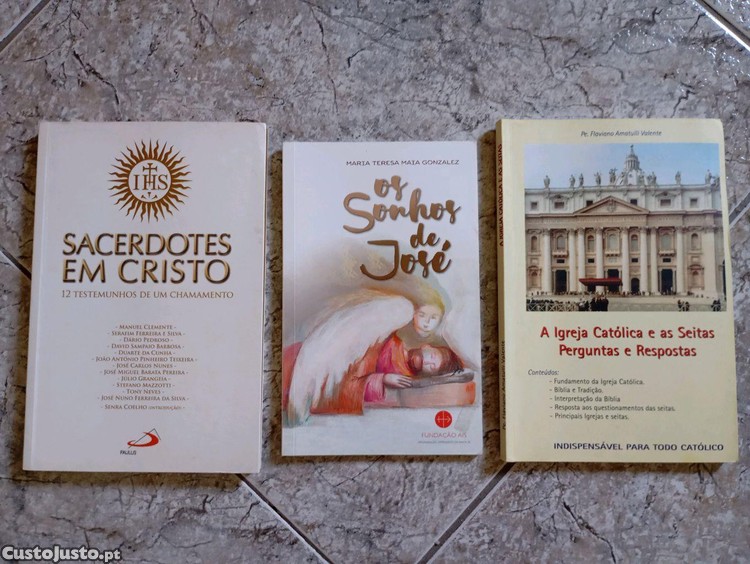 IHS
SACERDOTES
EM CRISTO
12 TESTEMUNHOS DE UM CHAMAMENTO
- MANUEL CLEMENTE -
- SERAFIM FERREIRA E SILVA -
- DÁRIO PEDROSO -
- DAVID SAMPAIO BARBOSA -
- DUARTE DA CUNHA -
- JOÃO ANTÓNIO PINHEIRO TEIXEIRA -
- JOSÉ CARLOS NUNES -
- JOSÉ MIGUEL BARATA PEREIRA -
- JÚLIO GRANGEIA -
- STEFANO MAZZOTTI -
- TONY NEVES -
- JOSÉ NUNO FERREIRA DA SILVA -
- SENRA COELHO (INTRODUÇÃO) -
PAULUS
MARIA TERESA MAIA GONZALEZ
os
Sonhos
de
José
FUNDAÇÃO AIS
Pe. Flaviano Amatulli Valente
A Igreja Católica e as Seitas
Perguntas e Respostas
Conteúdos:
- Fundamento da Igreja Católica.
- Bíblia e Tradição.
- Interpretação da Bíblia
- Resposta aos questionamentos das seitas.
- Principais Igrejas e seitas.
INDISPENSÁVEL PARA TODO CATÓLICO
CustoJusto.pt